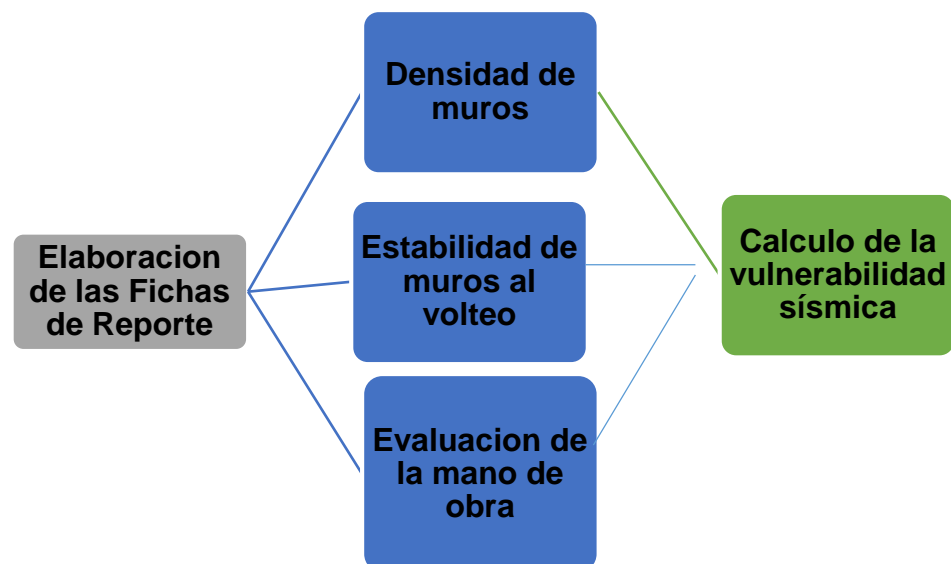 Densidad de
muros
Elaboracion
de las Fichas
de Reporte
Estabilidad de
muros al
volteo
Calculo de la
vulnerabilidad
sísmica
Evaluacion de
la mano de
obra